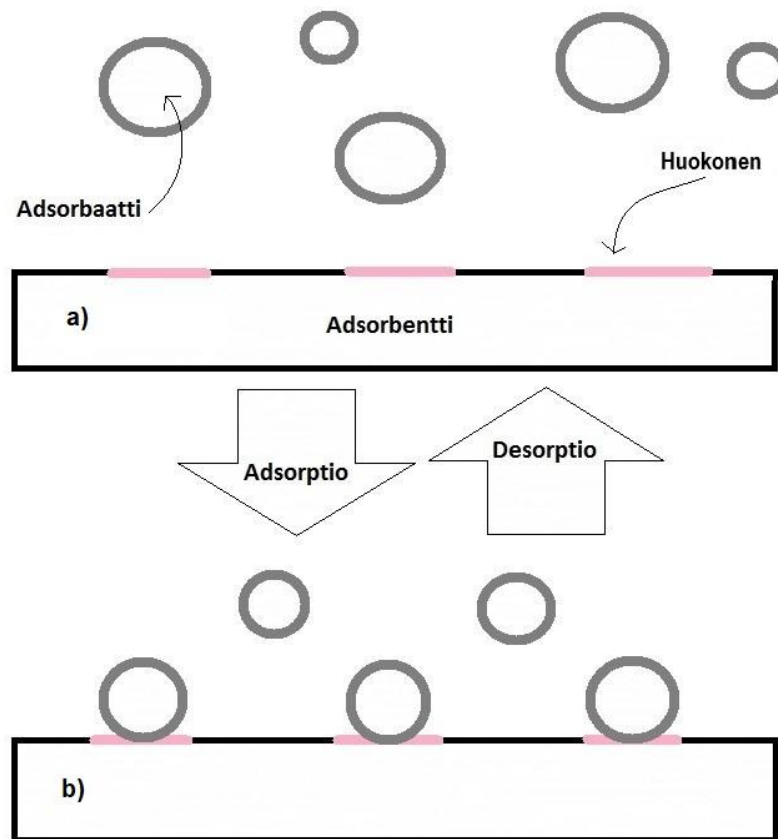 Huokonen
Adsorbaatti
a)
Adsorbentti
Adsorptio
Desorptio
b)